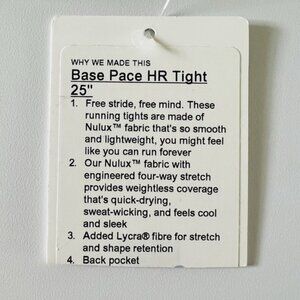 WHY WE MADE THIS
Base Pace HR Tight
25"
1. Free stride, free mind. These
running tights are made of
Nulux™ fabric that's so smooth
and lightweight, you might feel
like you can run forever
2. Our Nulux™ fabric with
engineered four-way stretch
provides weightless coverage
that's quick-drying,
sweat-wicking, and feels cool
and sleek
3. Added Lycra® fibre for stretch
and shape retention
4. Back pocket